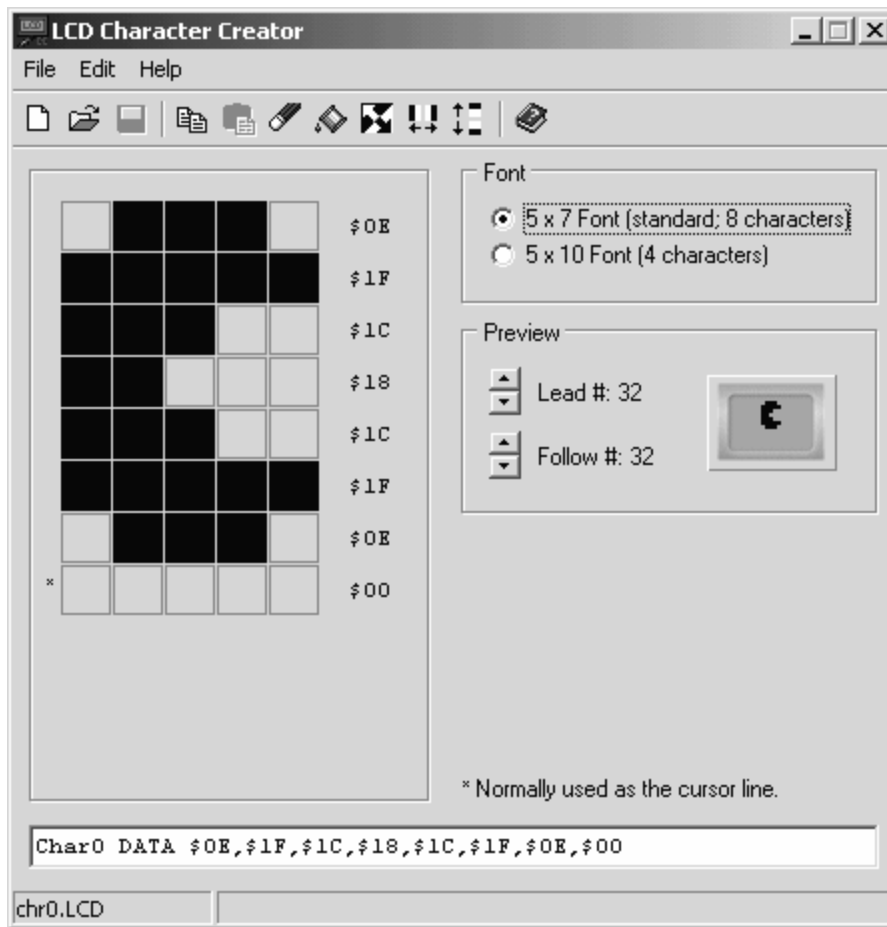 LCD Character Creator
File Edit Help
$0E
$1F
$1C
$18
$1C
$1F
$0E
* $00
Font
5 x 7 Font (standard; 8 characters)
5 x 10 Font (4 characters)
Preview
Lead #: 32
Follow #: 32
* Normally used as the cursor line.
Char0 DATA $0E,$1F,$1C,$18,$1C,$1F,$0E,$00
chr0.LCD